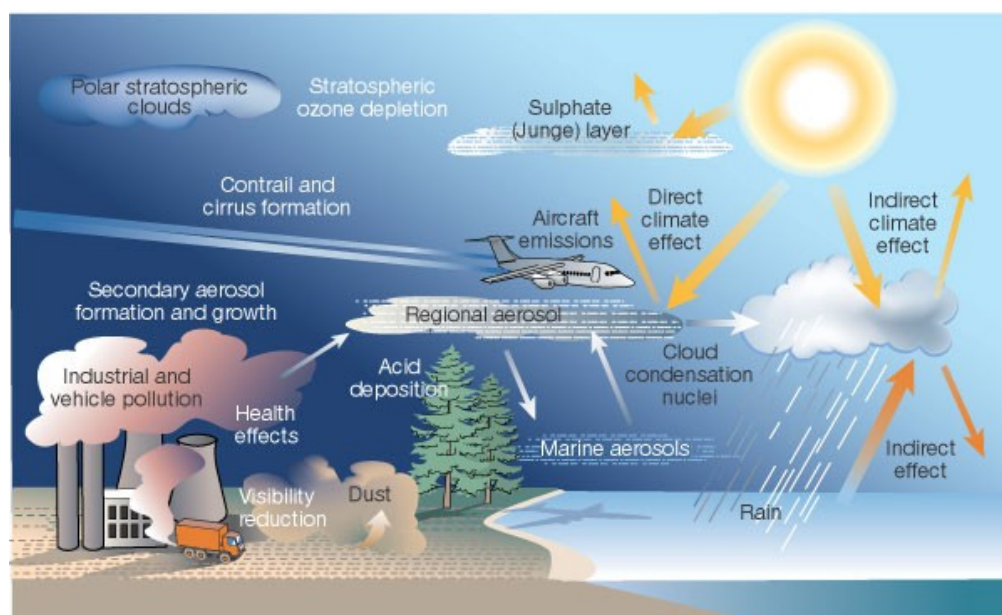 Polar stratospheric
clouds
Stratospheric
ozone depletion
Sulphate
(Junge) layer
Contrail and
cirrus formation
Aircraft
emissions
Direct
climate
effect
Indirect
climate
effect
Secondary aerosol
formation and growth
Regional aerosol
Industrial and
vehicle pollution
Acid
deposition
Cloud
condensation
nuclei
Health
effects
Marine aerosols
Indirect
effect
Visibility
reduction
Dust
Rain